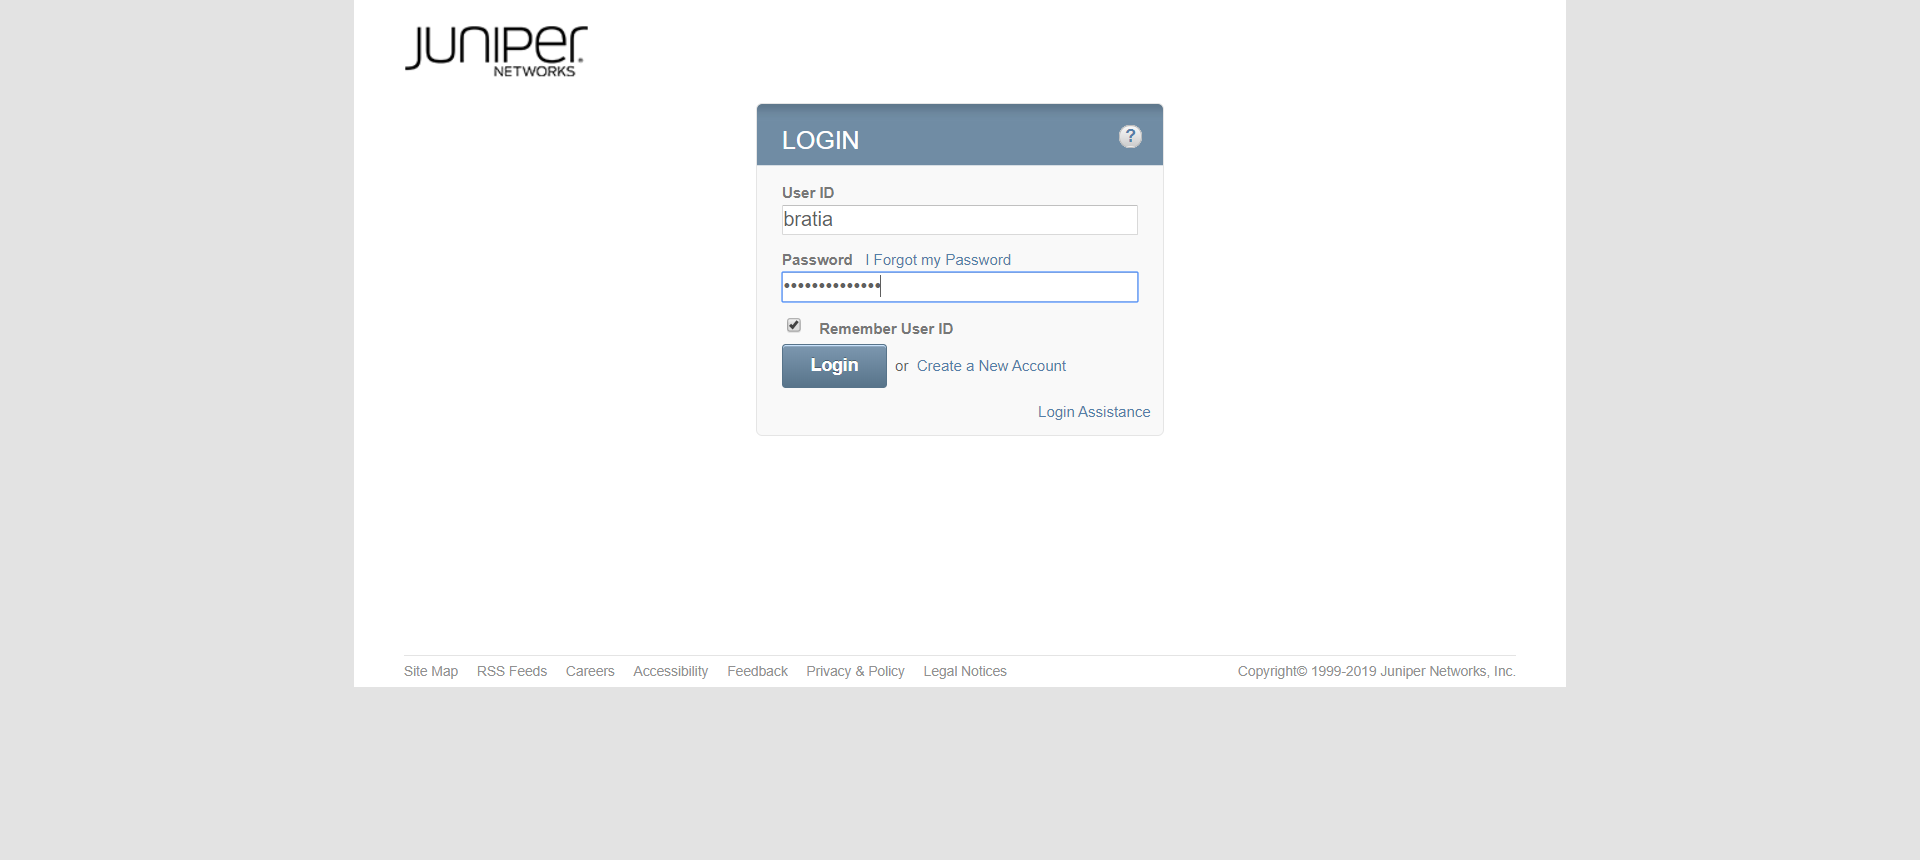 JUNIPER
NETWORKS
LOGIN
?
User ID
bratia
Password I Forgot my Password
••••••••••••••
Remember User ID
Login or Create a New Account
Login Assistance
Site Map RSS Feeds Careers Accessibility Feedback Privacy & Policy Legal Notices Copyright© 1999-2019 Juniper Networks, Inc.